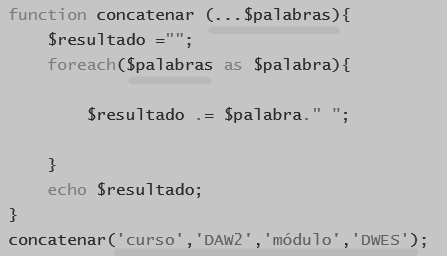 function concatenar (...$palabras){
    $resultado ="";
    foreach($palabras as $palabra){

        $resultado .= $palabra." ";

    }
    echo $resultado;
}
concatenar('curso','DAW2','módulo','DWES');